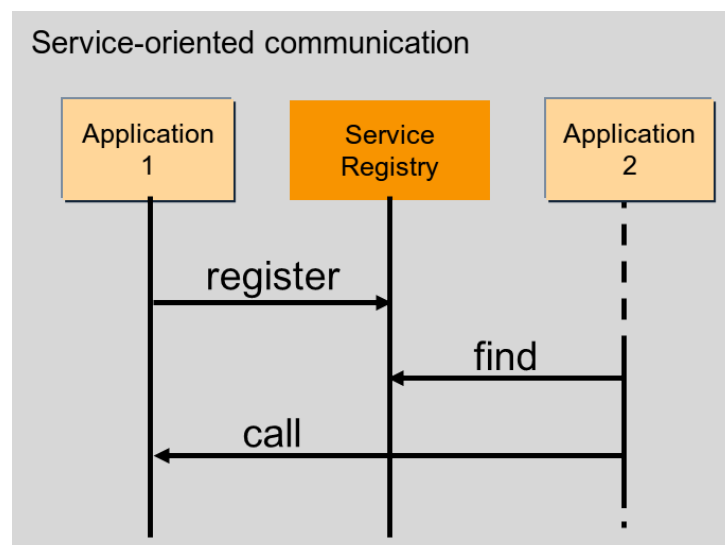 Service-oriented communication
Application
1
Service
Registry
Application
2
register
find
call